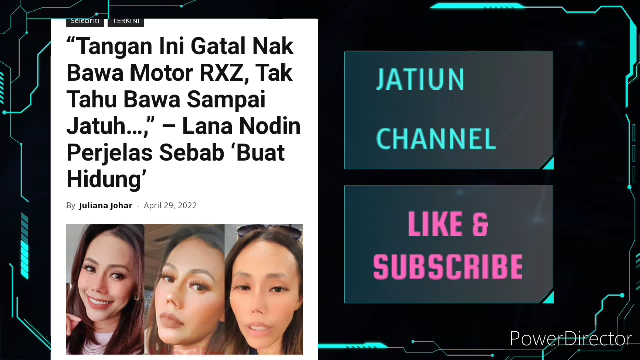 Selebriti TERKINI
“Tangan Ini Gatal Nak
Bawa Motor RXZ, Tak
Tahu Bawa Sampai
Jatuh…,” – Lana Nodin
Perjelas Sebab ‘Buat
Hidung’
By Juliana Johar - April 29, 2022
JATIUN
CHANNEL
LIKE &
SUBSCRIBE
PowerDirector